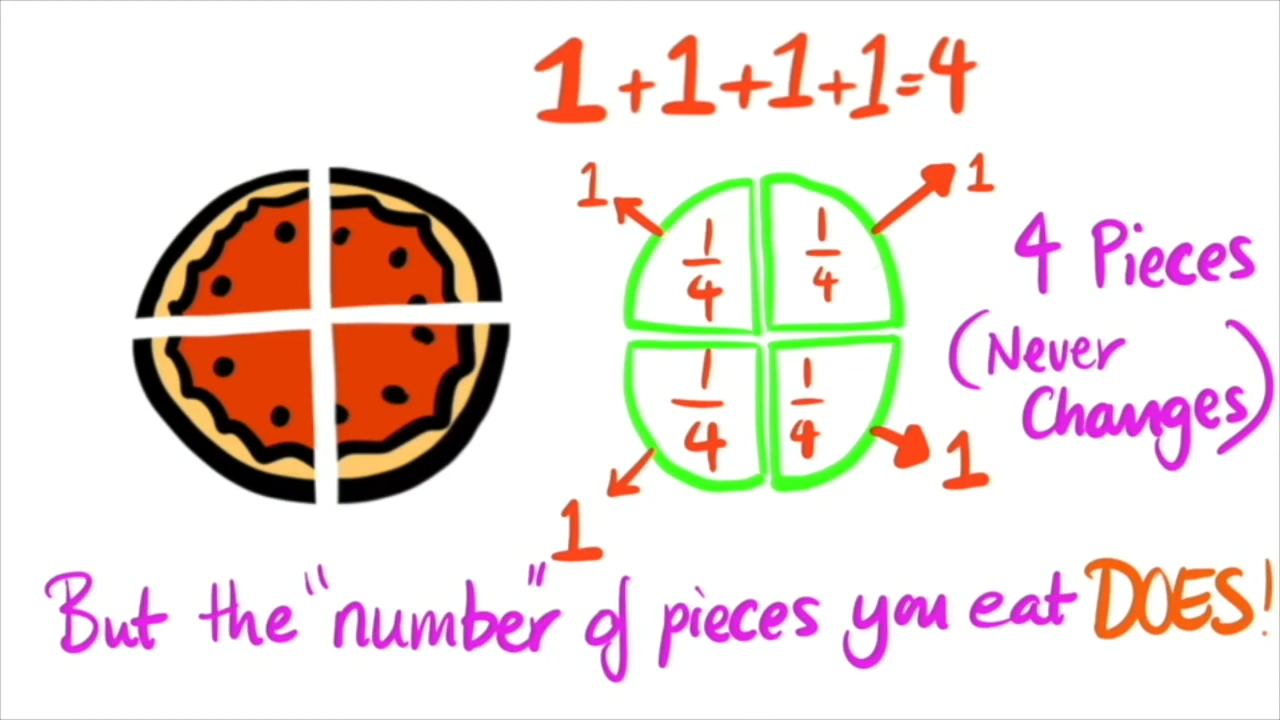 1+1+1+1=4
1
1
1/4
1/4
4 Pieces
(Never
Changes)
1/4
1/4
1
1
But the "number" of pieces you eat DOES!